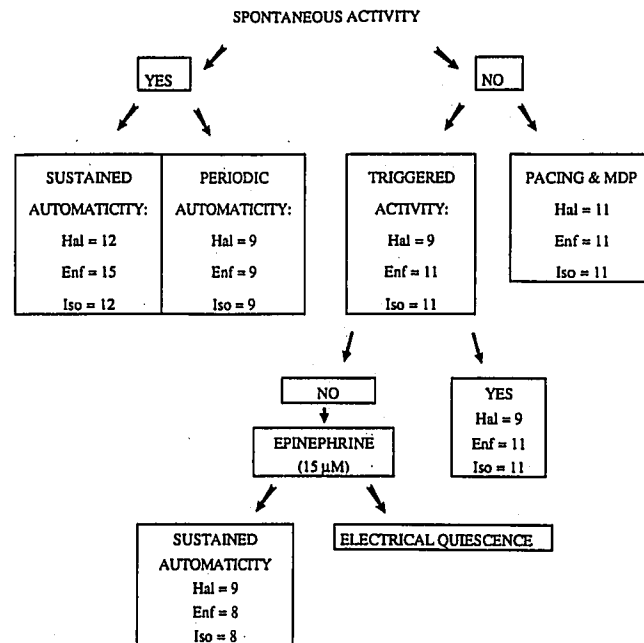 SPONTANEOUS ACTIVITY
YES
NO
SUSTAINED
AUTOMATICITY:
Hal = 12
Enf = 15
Iso = 12
PERIODIC
AUTOMATICITY:
Hal = 9
Enf = 9
Iso = 9
TRIGGERED
ACTIVITY:
Hal = 9
Enf = 11
Iso = 11
PACING & MDP
Hal = 11
Enf = 11
Iso = 11
NO
YES
Hal = 9
Enf = 11
Iso = 11
EPINEPHRINE
(15 µM)
SUSTAINED
AUTOMATICITY
Hal = 9
Enf = 8
Iso = 8
ELECTRICAL QUIESCENCE